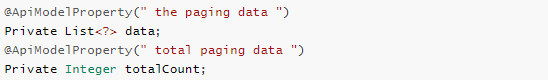 @ApiModelProperty(" the paging data ")
Private List<?> data;
@ApiModelProperty(" total paging data ")
Private Integer totalCount;